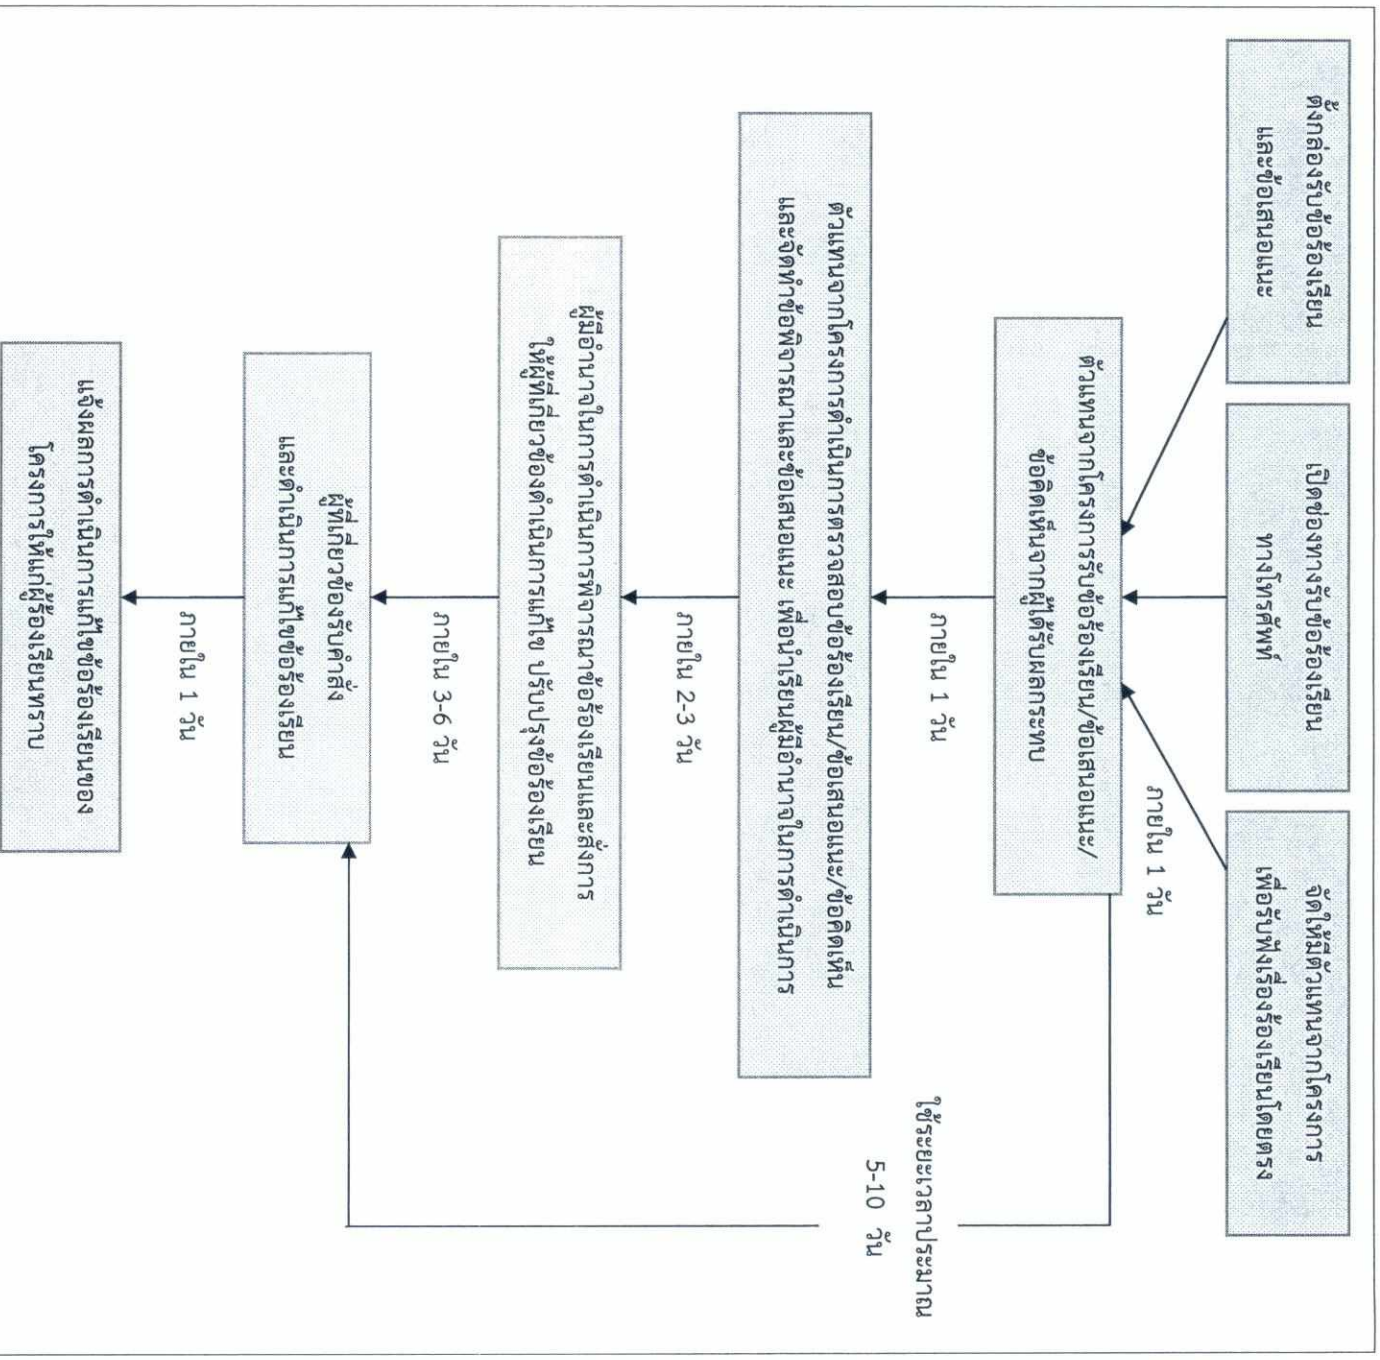 ตั้งกล่องรับข้อร้องเรียน
และข้อเสนอแนะ
เปิดช่องทางรับข้อร้องเรียน
ทางโทรศัพท์
จัดให้มีตัวแทนจากโครงการ
เพื่อรับฟังเรื่องร้องเรียนโดยตรง
ภายใน 1 วัน
ตัวแทนจากโครงการรับข้อร้องเรียน/ข้อเสนอแนะ/
ข้อคิดเห็นจากผู้ได้รับผลกระทบ
ภายใน 1 วัน
ตัวแทนจากโครงการดำเนินการตรวจสอบข้อร้องเรียน/ข้อเสนอแนะ/ข้อคิดเห็น
และจัดทำข้อพิจารณาและข้อเสนอแนะ เพื่อนำเรียนผู้มีอำนาจในการดำเนินการ
ใช้ระยะเวลาประมาณ
5-10 วัน
ภายใน 2-3 วัน
ผู้มีอำนาจในการดำเนินการพิจารณาข้อร้องเรียนและสั่งการ
ให้ผู้ที่เกี่ยวข้องดำเนินการแก้ไข ปรับปรุงข้อร้องเรียน
ภายใน 3-6 วัน
ผู้ที่เกี่ยวข้องรับคำสั่ง
และดำเนินการแก้ไขข้อร้องเรียน
ภายใน 1 วัน
แจ้งผลการดำเนินการแก้ไขข้อร้องเรียนของ
โครงการให้แก่ผู้ร้องเรียนทราบ